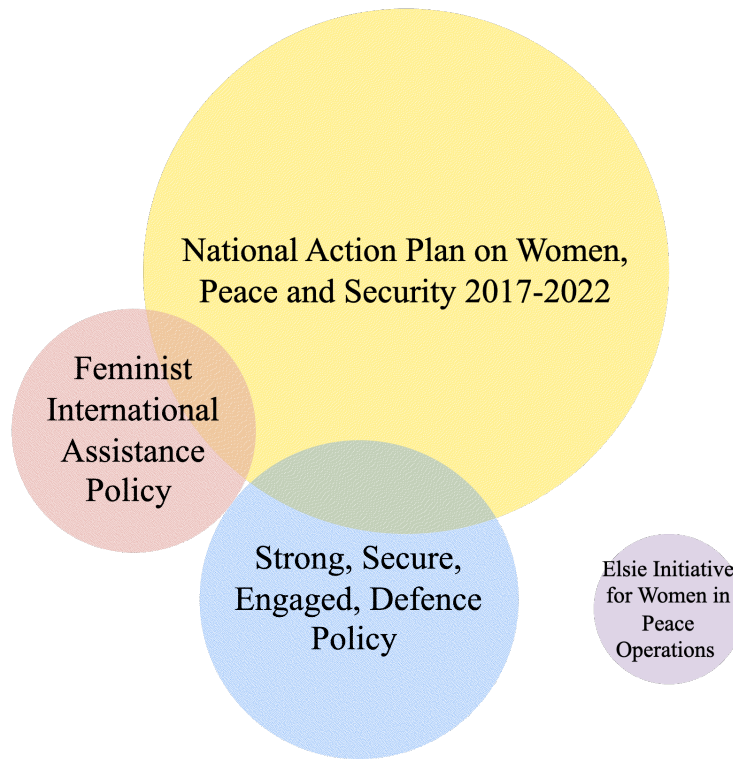 National Action Plan on Women,
Peace and Security 2017-2022
Feminist
International
Assistance
Policy
Strong, Secure,
Engaged, Defence
Policy
Elsie Initiative
for Women in
Peace
Operations